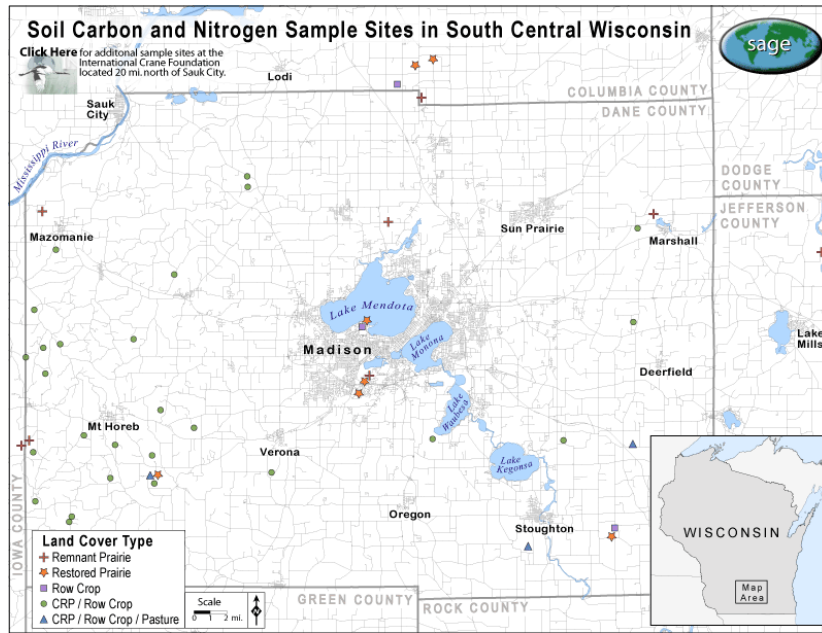 Soil Carbon and Nitrogen Sample Sites in South Central Wisconsin
Click Here for additonal sample sites at the
International Crane Foundation
located 20 mi. north of Sauk City.
sage
Lodi
COLUMBIA COUNTY
DANE COUNTY
Sauk
City
Mississippi River
DODGE
COUNTY
JEFFERSON
COUNTY
Mazomanie
Sun Prairie
Marshall
Lake Mendota
Lake
Monona
Madison
Lake
Mills
Deerfield
Mt Horeb
Lake
Waubesa
Verona
Lake
Kegonsa
Oregon
Stoughton
IOWA COUNTY
GREEN COUNTY
ROCK COUNTY
Land Cover Type
Remnant Prairie
Restored Prairie
Row Crop
CRP / Row Crop
CRP / Row Crop / Pasture
Scale
0 1 2 mi.
N
WISCONSIN
Map
Area